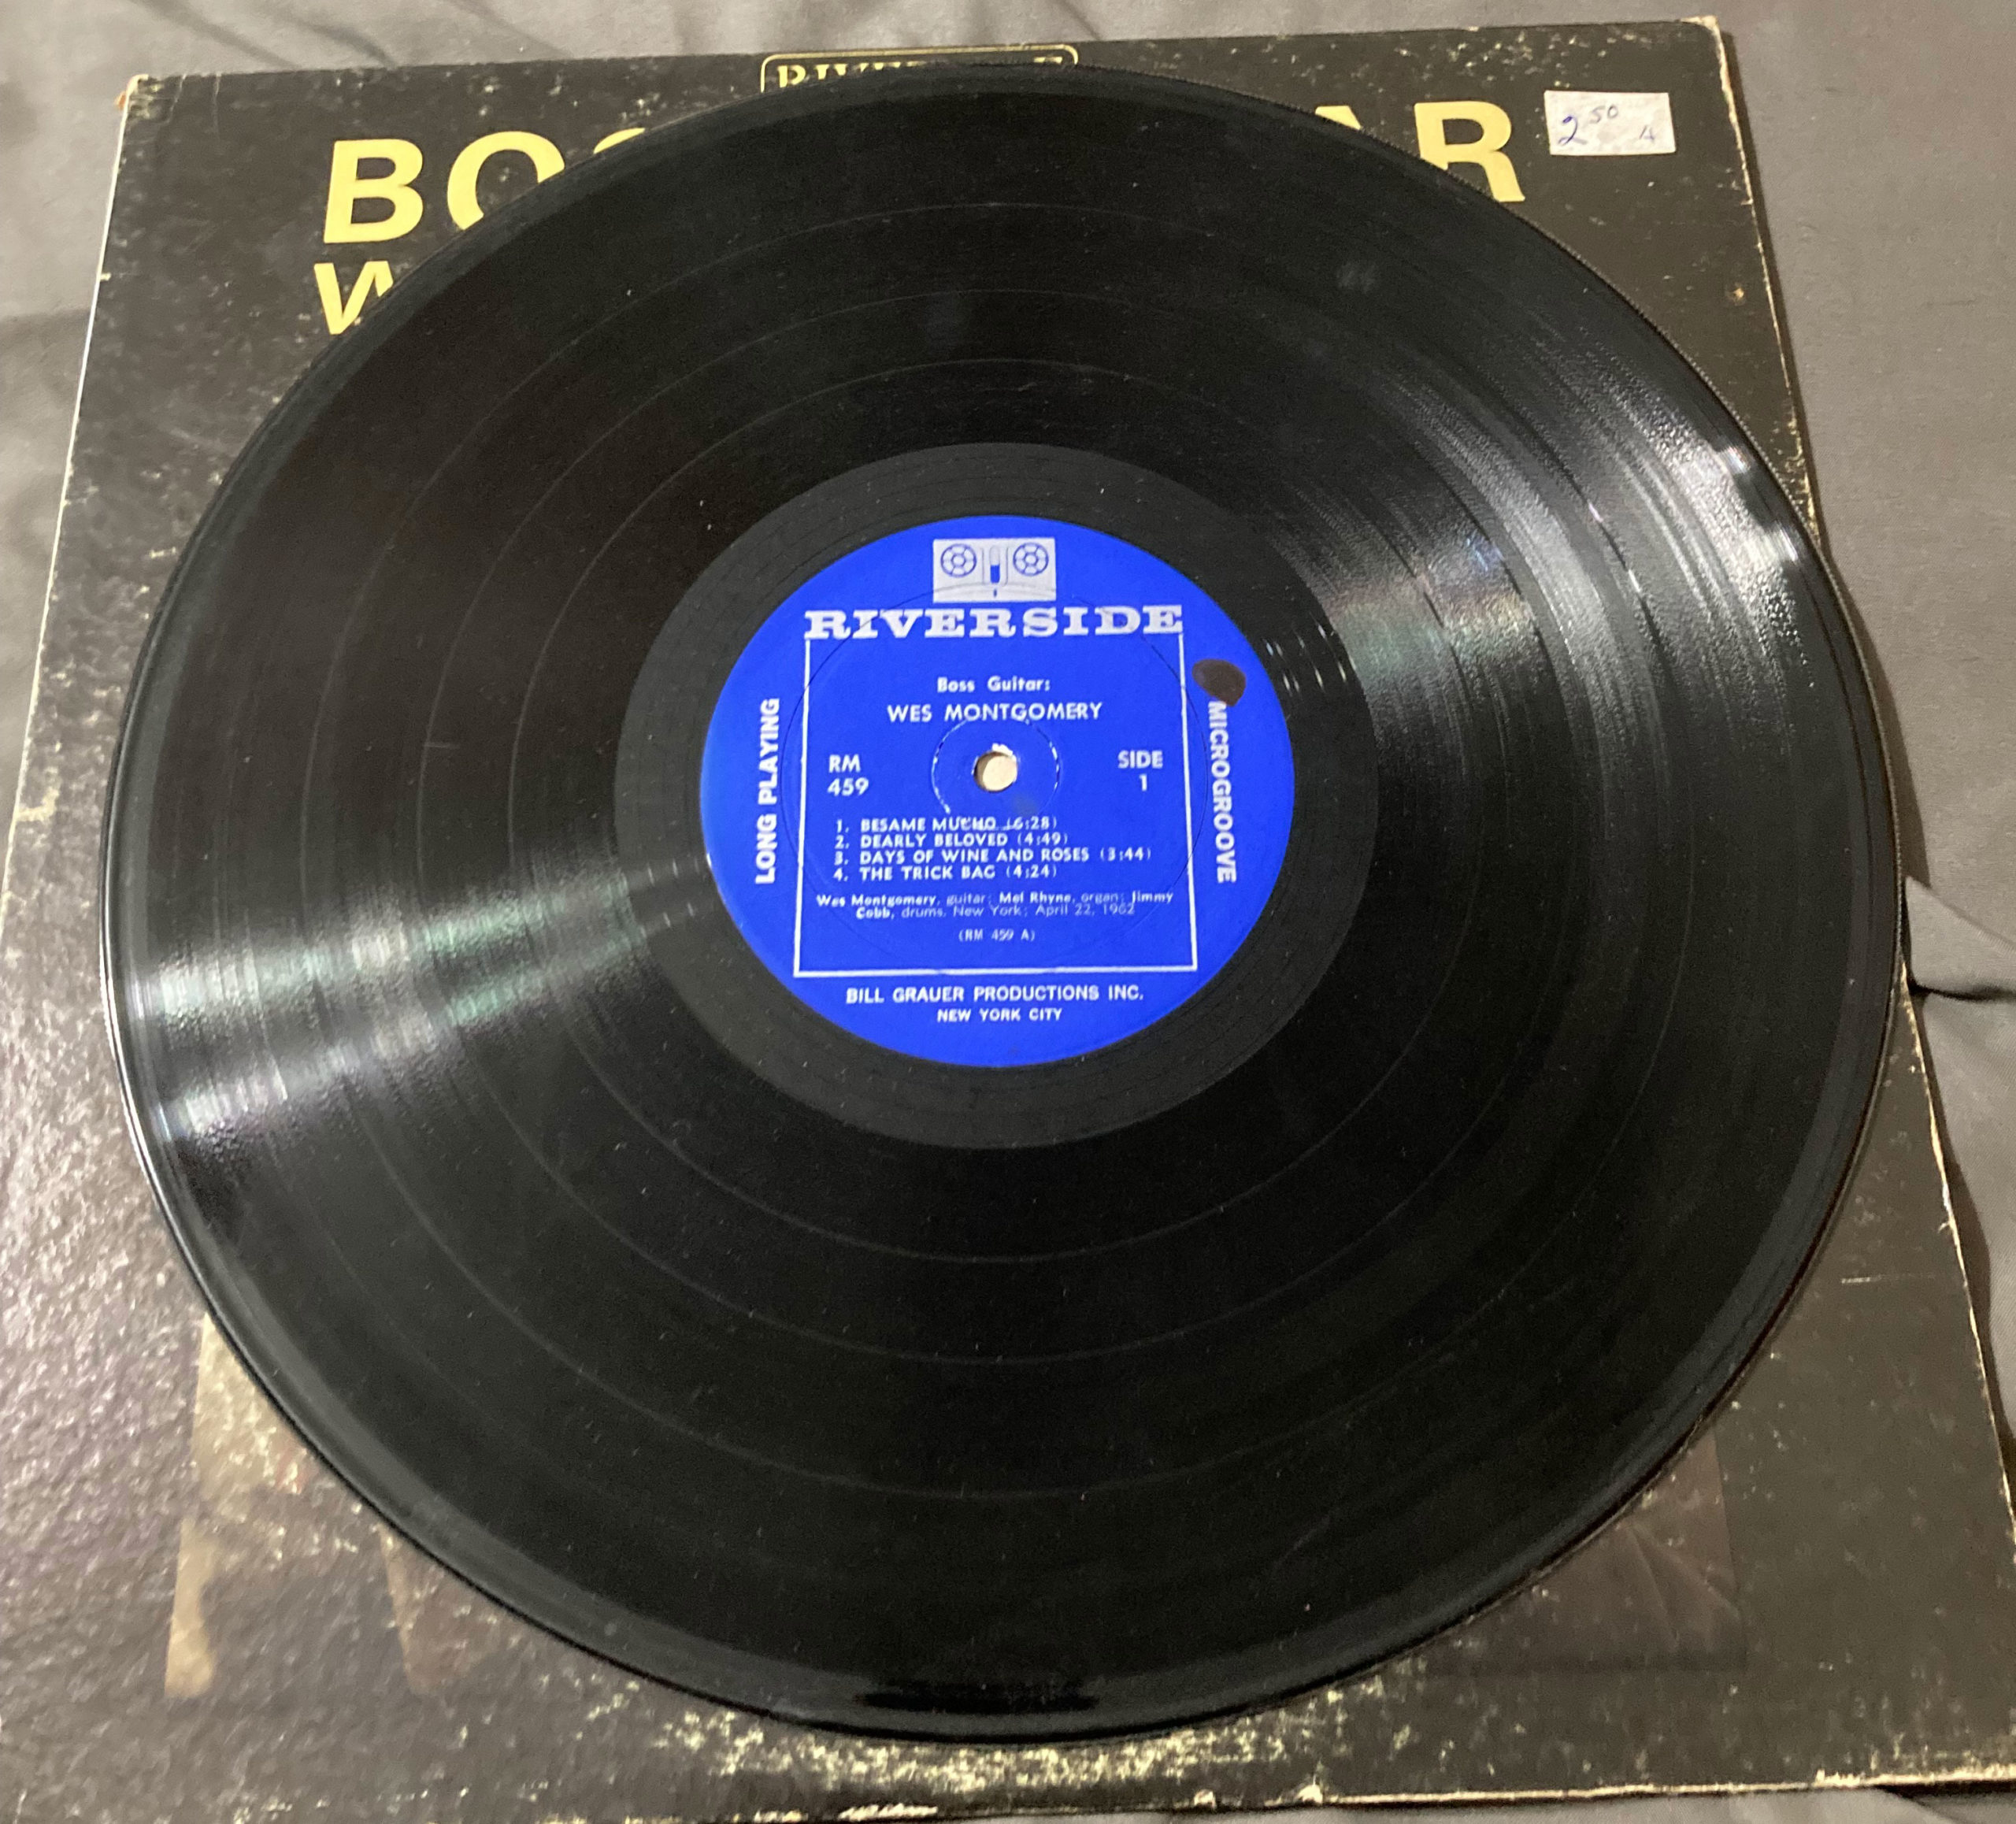 BOS
AR
W
2 50
RIVERSIDE
Boss Guitar:
WES MONTGOMERY
RM
459
SIDE
1
1. BESAME MUCHO (6:28)
2. DEARLY BELOVED (4:49)
3. DAYS OF WINE AND ROSES (3:44)
4. THE TRICK BAG (4:24)
Wes Montgomery, guitar; Mel Rhyne, organ; Jimmy
Cobb, drums. New York; April 22, 1962
(RM 459 A)
BILL GRAUER PRODUCTIONS INC.
NEW YORK CITY
LONG PLAYING
MICROGROOVE